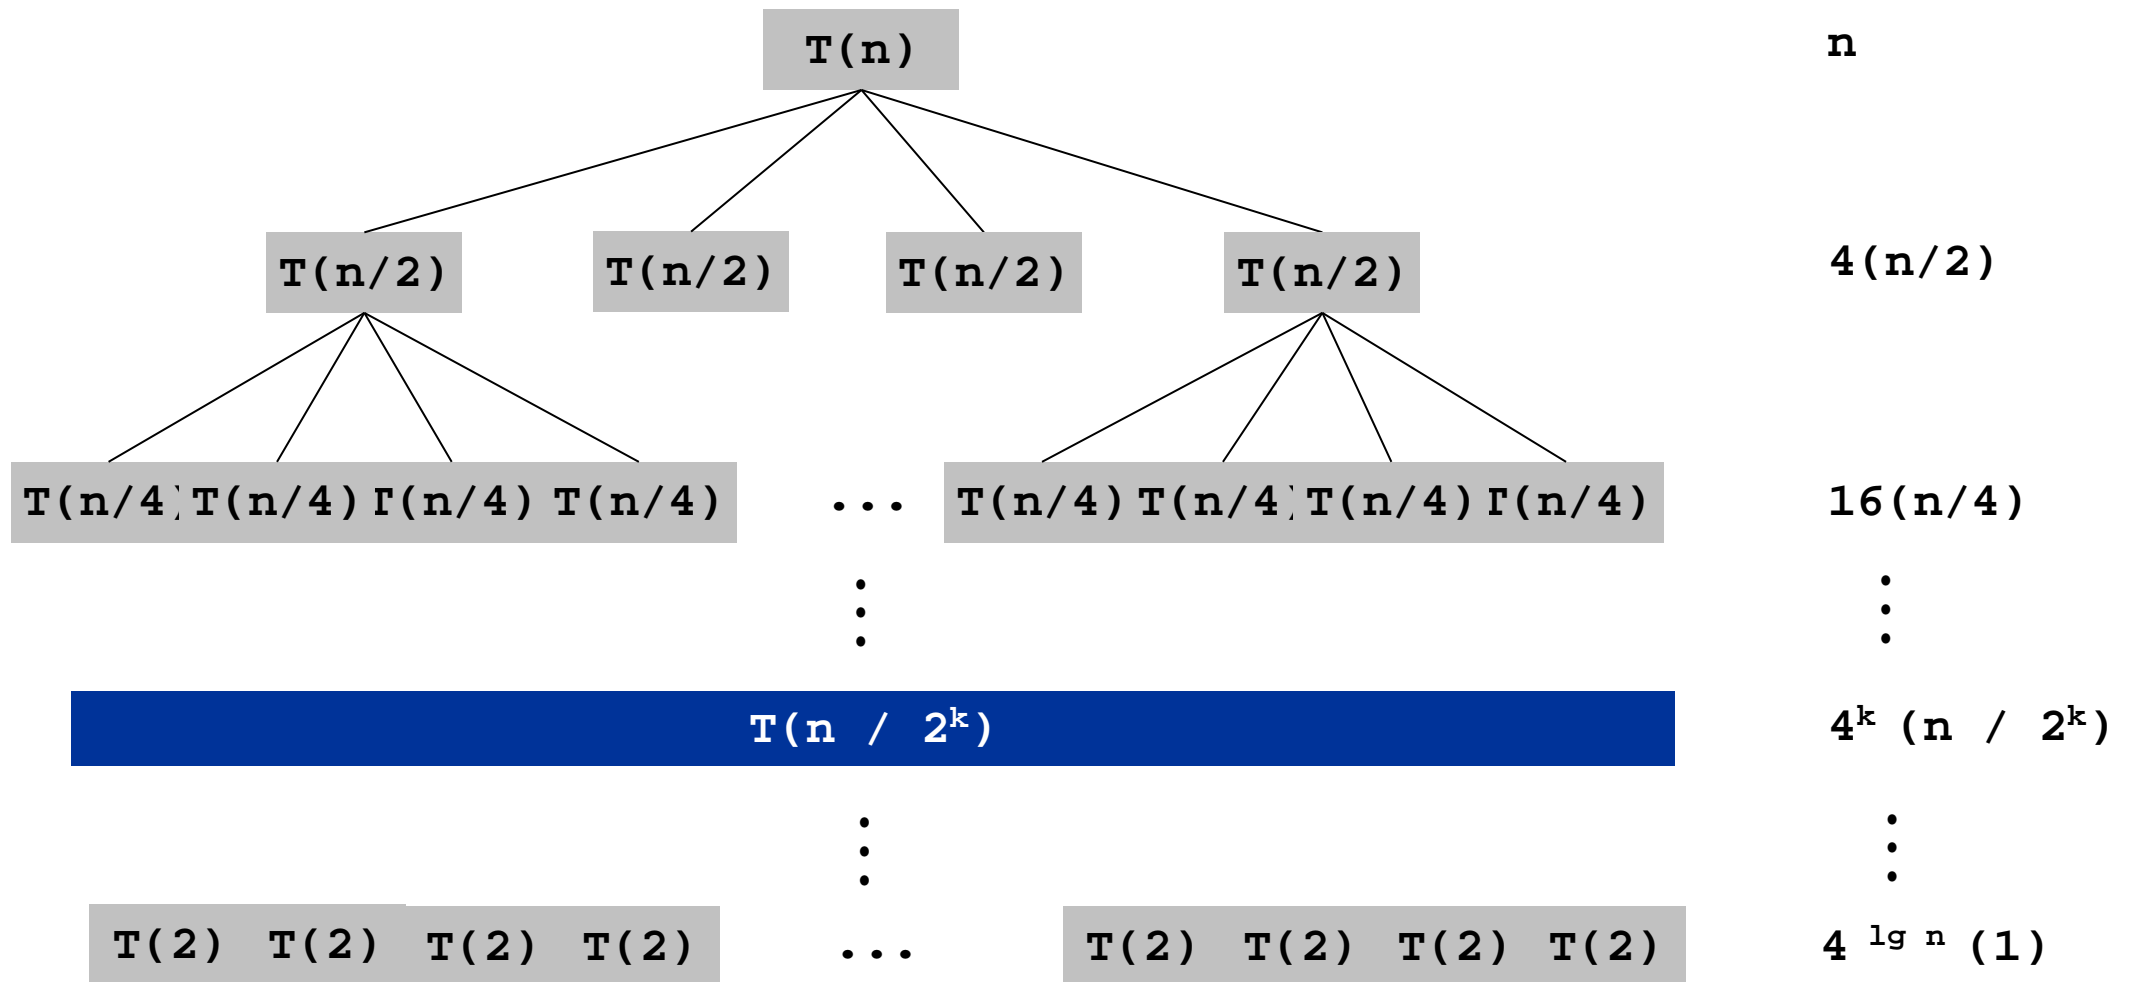 T(n) n
T(n/2) T(n/2) T(n/2) T(n/2) 4(n/2)
T(n/4) T(n/4) T(n/4) T(n/4) ... T(n/4) T(n/4) T(n/4) T(n/4) 16(n/4)
T(n / 2ᵏ) 4ᵏ (n / 2ᵏ)
T(2) T(2) T(2) T(2) ... T(2) T(2) T(2) T(2) 4 ˡᵍ ⁿ (1)